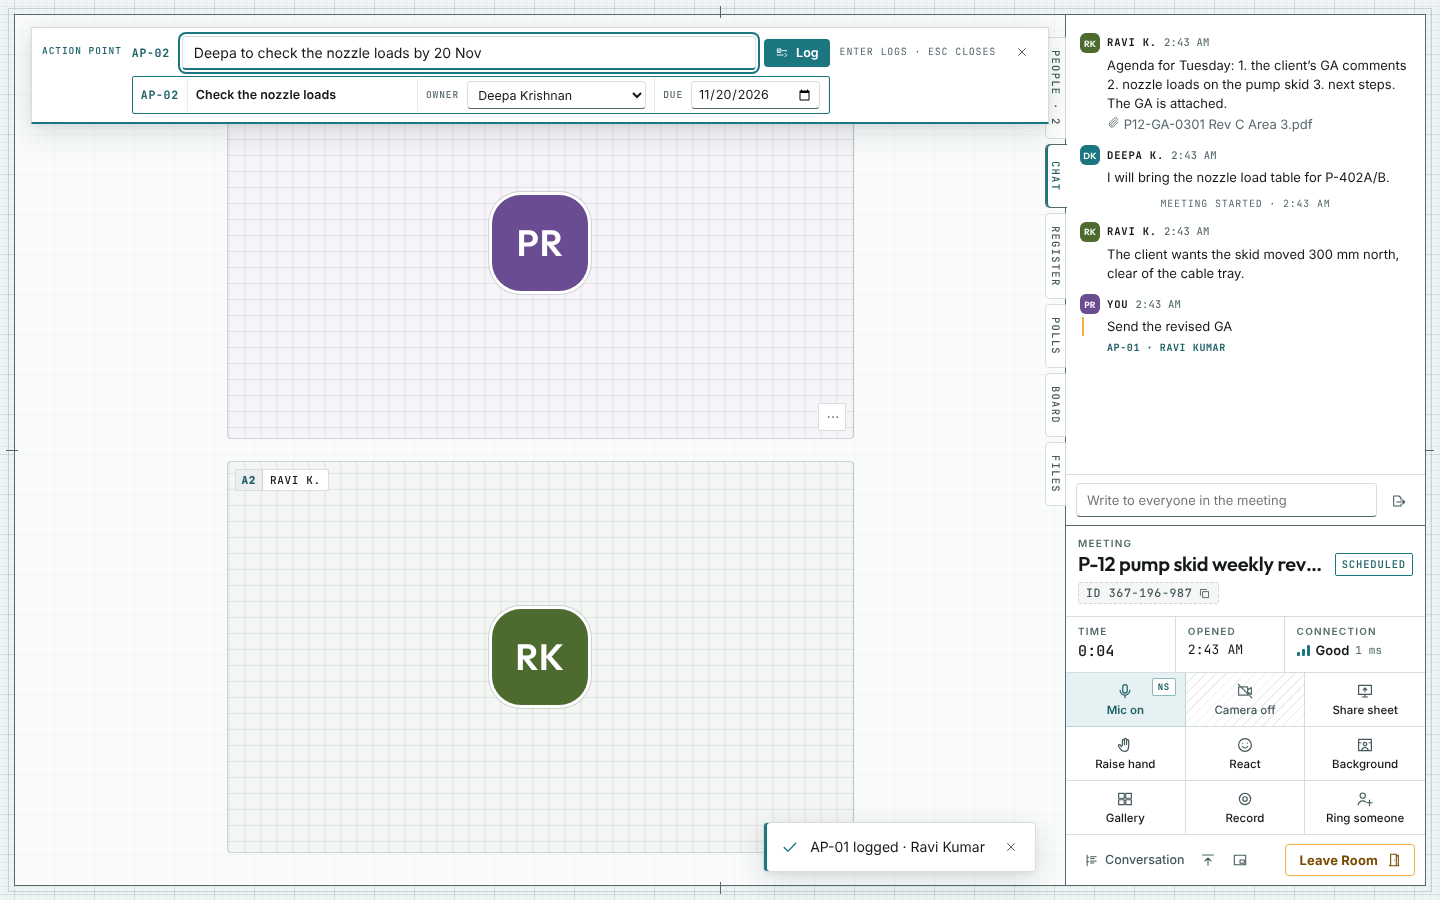 ACTION POINT AP-02 Deepa to check the nozzle loads by 20 Nov Log ENTER LOGS · ESC CLOSES
AP-02 Check the nozzle loads OWNER Deepa Krishnan DUE 11/20/2026
PR
...
A2 RAVI K.
RK
AP-01 logged · Ravi Kumar
PEOPLE · 2
CHAT
REGISTER
POLLS
BOARD
FILES
RK RAVI K. 2:43 AM
Agenda for Tuesday: 1. the client's GA comments
2. nozzle loads on the pump skid 3. next steps.
The GA is attached.
P12-GA-0301 Rev C Area 3.pdf
DK DEEPA K. 2:43 AM
I will bring the nozzle load table for P-402A/B.
MEETING STARTED · 2:43 AM
RK RAVI K. 2:43 AM
The client wants the skid moved 300 mm north,
clear of the cable tray.
PR YOU 2:43 AM
Send the revised GA
AP-01 · RAVI KUMAR
Write to everyone in the meeting
MEETING
P-12 pump skid weekly rev... SCHEDULED
ID 367-196-987
TIME OPENED CONNECTION
0:04 2:43 AM Good 1 ms
NS
Mic on Camera off Share sheet
Raise hand React Background
Gallery Record Ring someone
Conversation Leave Room